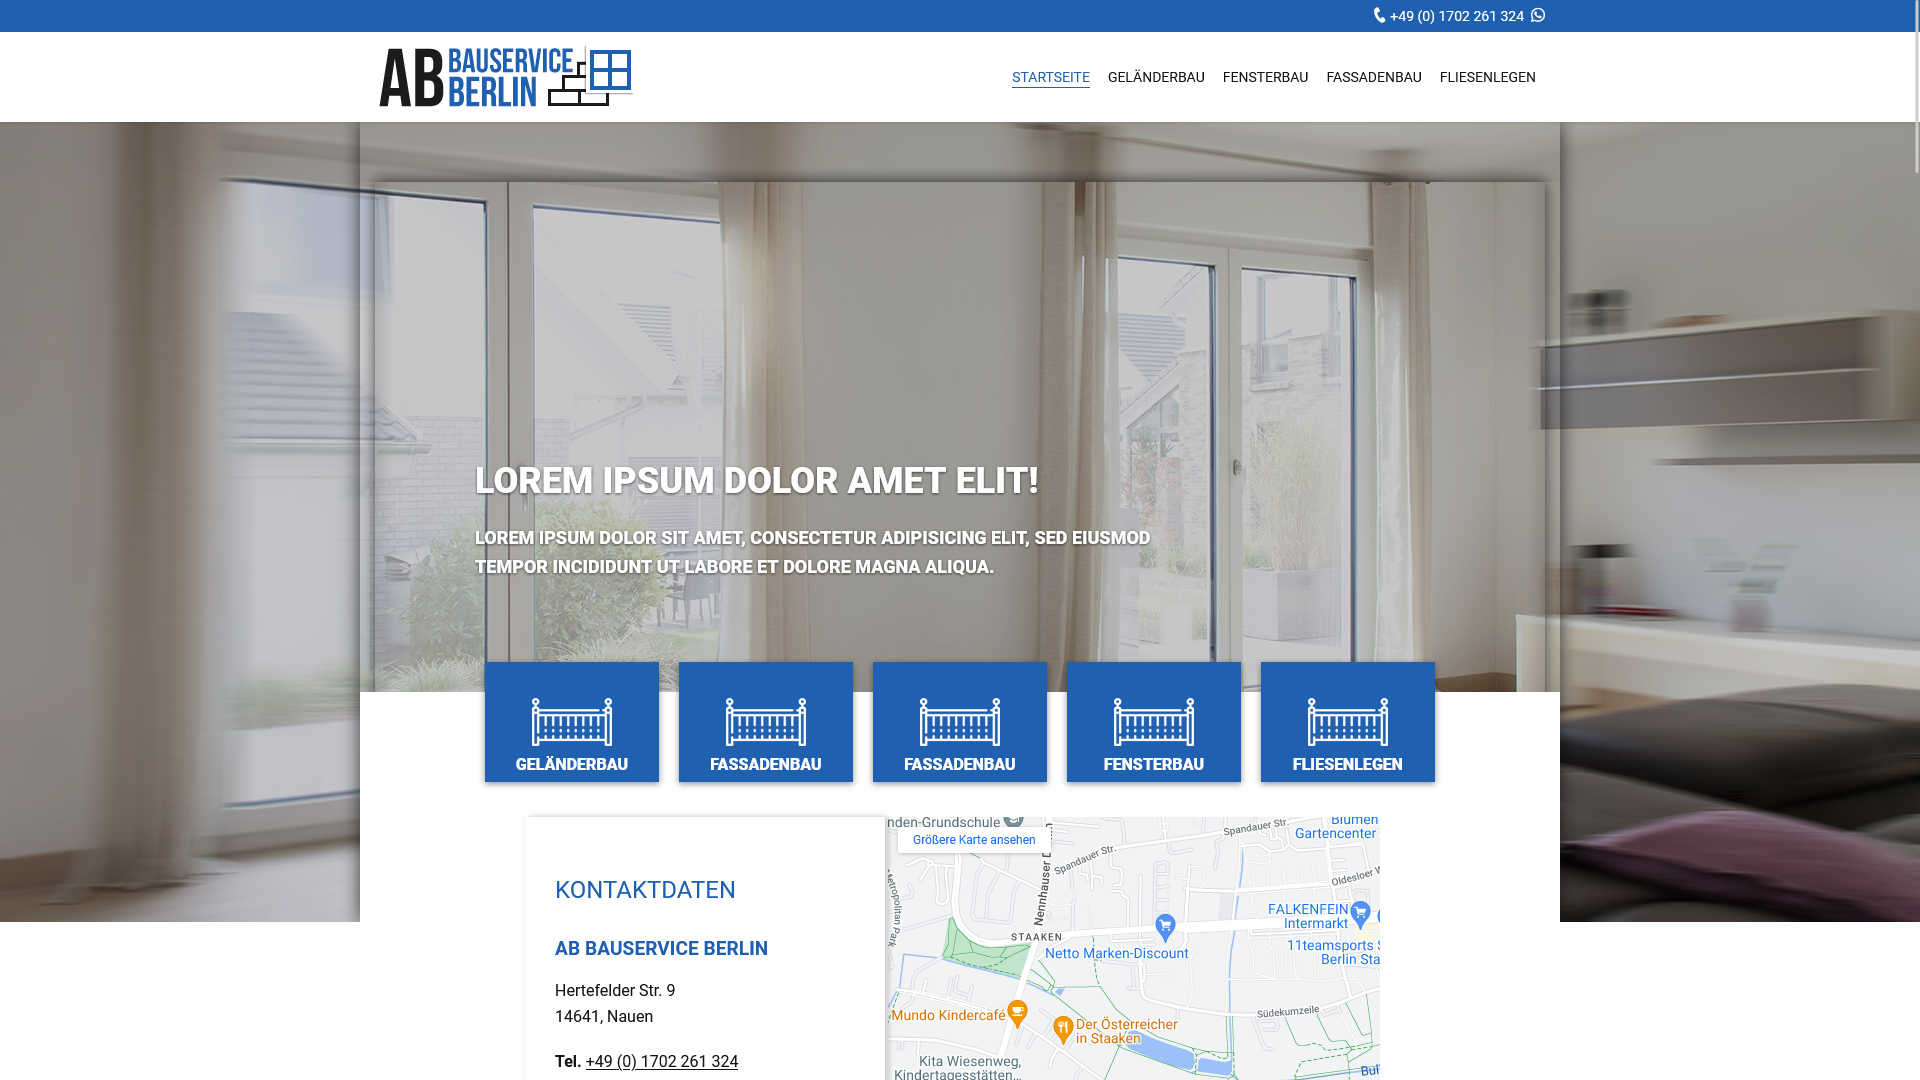 +49 (0) 1702 261 324
AB BAUSERVICE
BERLIN
STARTSEITE GELÄNDERBAU FENSTERBAU FASSADENBAU FLIESENLEGEN
LOREM IPSUM DOLOR AMET ELIT!
LOREM IPSUM DOLOR SIT AMET, CONSECTETUR ADIPISICING ELIT, SED EIUSMOD
TEMPOR INCIDIDUNT UT LABORE ET DOLORE MAGNA ALIQUA.
GELÄNDERBAU FASSADENBAU FASSADENBAU FENSTERBAU FLIESENLEGEN
KONTAKTDATEN
AB BAUSERVICE BERLIN
Hertefelder Str. 9
14641, Nauen
Tel. +49 (0) 1702 261 324
nden-Grundschule
Größere Karte ansehen
Spandauer Str.
Spandauer Str.
Blumen
Gartencenter
Metropolitan Park
Nennhauser D
Oldesloer W
FALKENFEIN
Intermarkt
STAAKEN
Netto Marken-Discount
11teamsports S
Berlin Sta
Mundo Kindercafé
Der Österreicher
in Staaken
Südekumzeile
Kita Wiesenweg,
Kindertagesstätten...
Bul